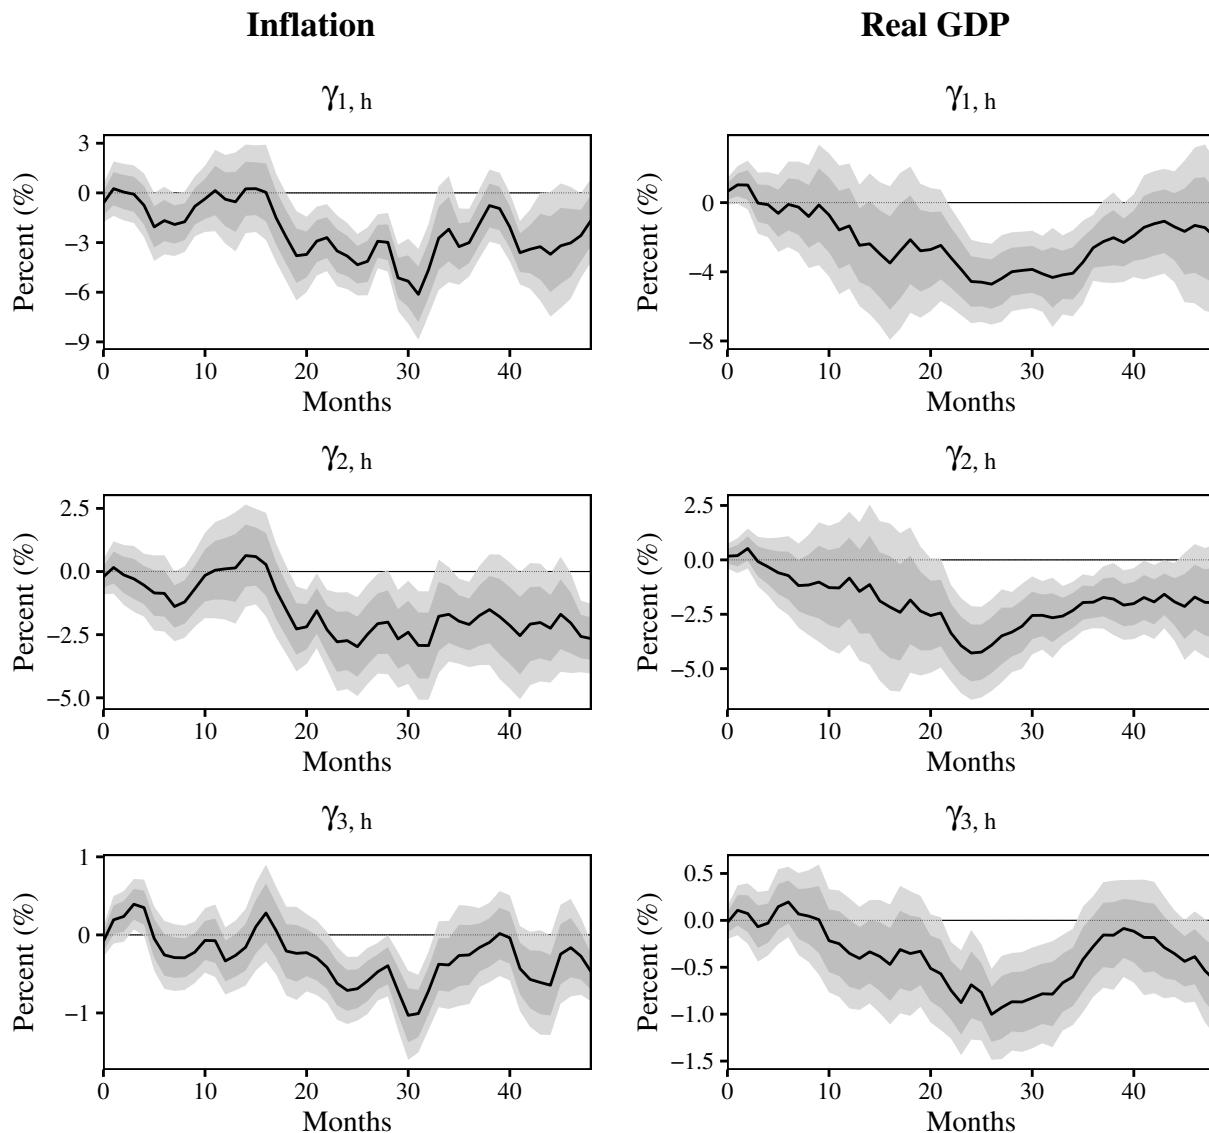 Inflation Real GDP
γ1, h γ1, h
Percent (%) Percent (%)
3
0
−3
−6
−9
0
−4
−8
0 10 20 30 40 0 10 20 30 40
Months Months
γ2, h γ2, h
Percent (%) Percent (%)
2.5
0.0
−2.5
−5.0
2.5
0.0
−2.5
−5.0
0 10 20 30 40 0 10 20 30 40
Months Months
γ3, h γ3, h
Percent (%) Percent (%)
1
0
−1
0.5
0.0
−0.5
−1.0
−1.5
0 10 20 30 40 0 10 20 30 40
Months Months